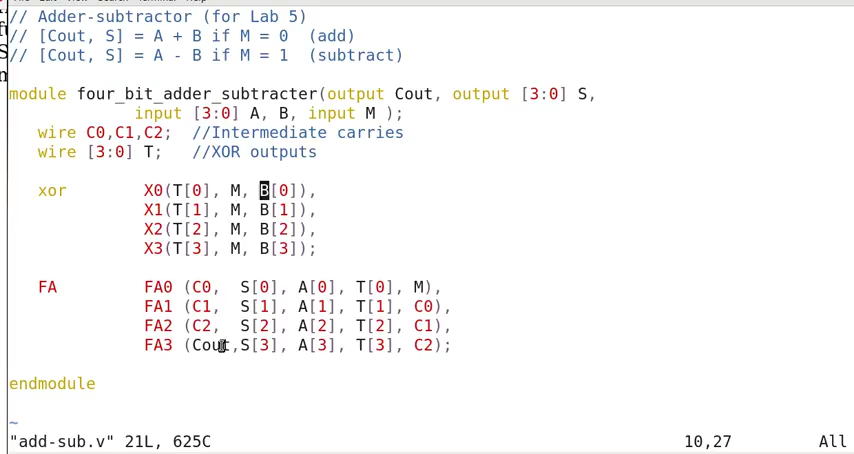 // Adder-subtractor (for Lab 5)
// [Cout, S] = A + B if M = 0  (add)
// [Cout, S] = A - B if M = 1  (subtract)
module four_bit_adder_subtracter(output Cout, output [3:0] S,
input [3:0] A, B, input M );
wire C0,C1,C2;  //Intermediate carries
wire [3:0] T;   //XOR outputs
xor        X0(T[0], M, B[0]),
X1(T[1], M, B[1]),
X2(T[2], M, B[2]),
X3(T[3], M, B[3]);
FA         FA0 (C0,  S[0], A[0], T[0], M),
FA1 (C1,  S[1], A[1], T[1], C0),
FA2 (C2,  S[2], A[2], T[2], C1),
FA3 (Cout,S[3], A[3], T[3], C2);
endmodule
~
"add-sub.v" 21L, 625C                    10,27         All